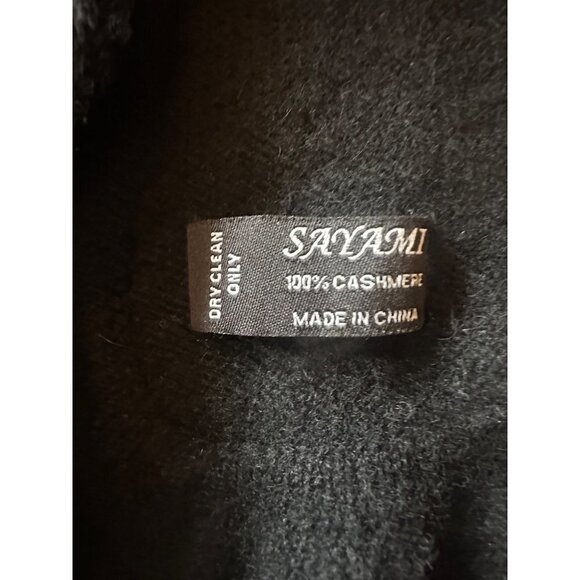 DRY CLEAN
ONLY
SAYAMI
100% CASHMERE
MADE IN CHINA